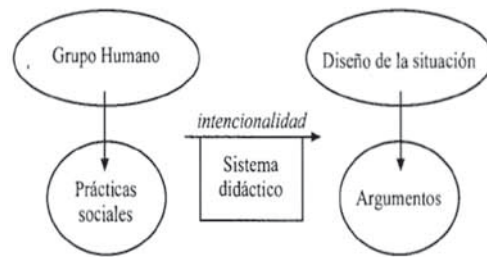 Grupo Humano
Diseño de la situación
intencionalidad
Sistema
didáctico
Prácticas
sociales
Argumentos